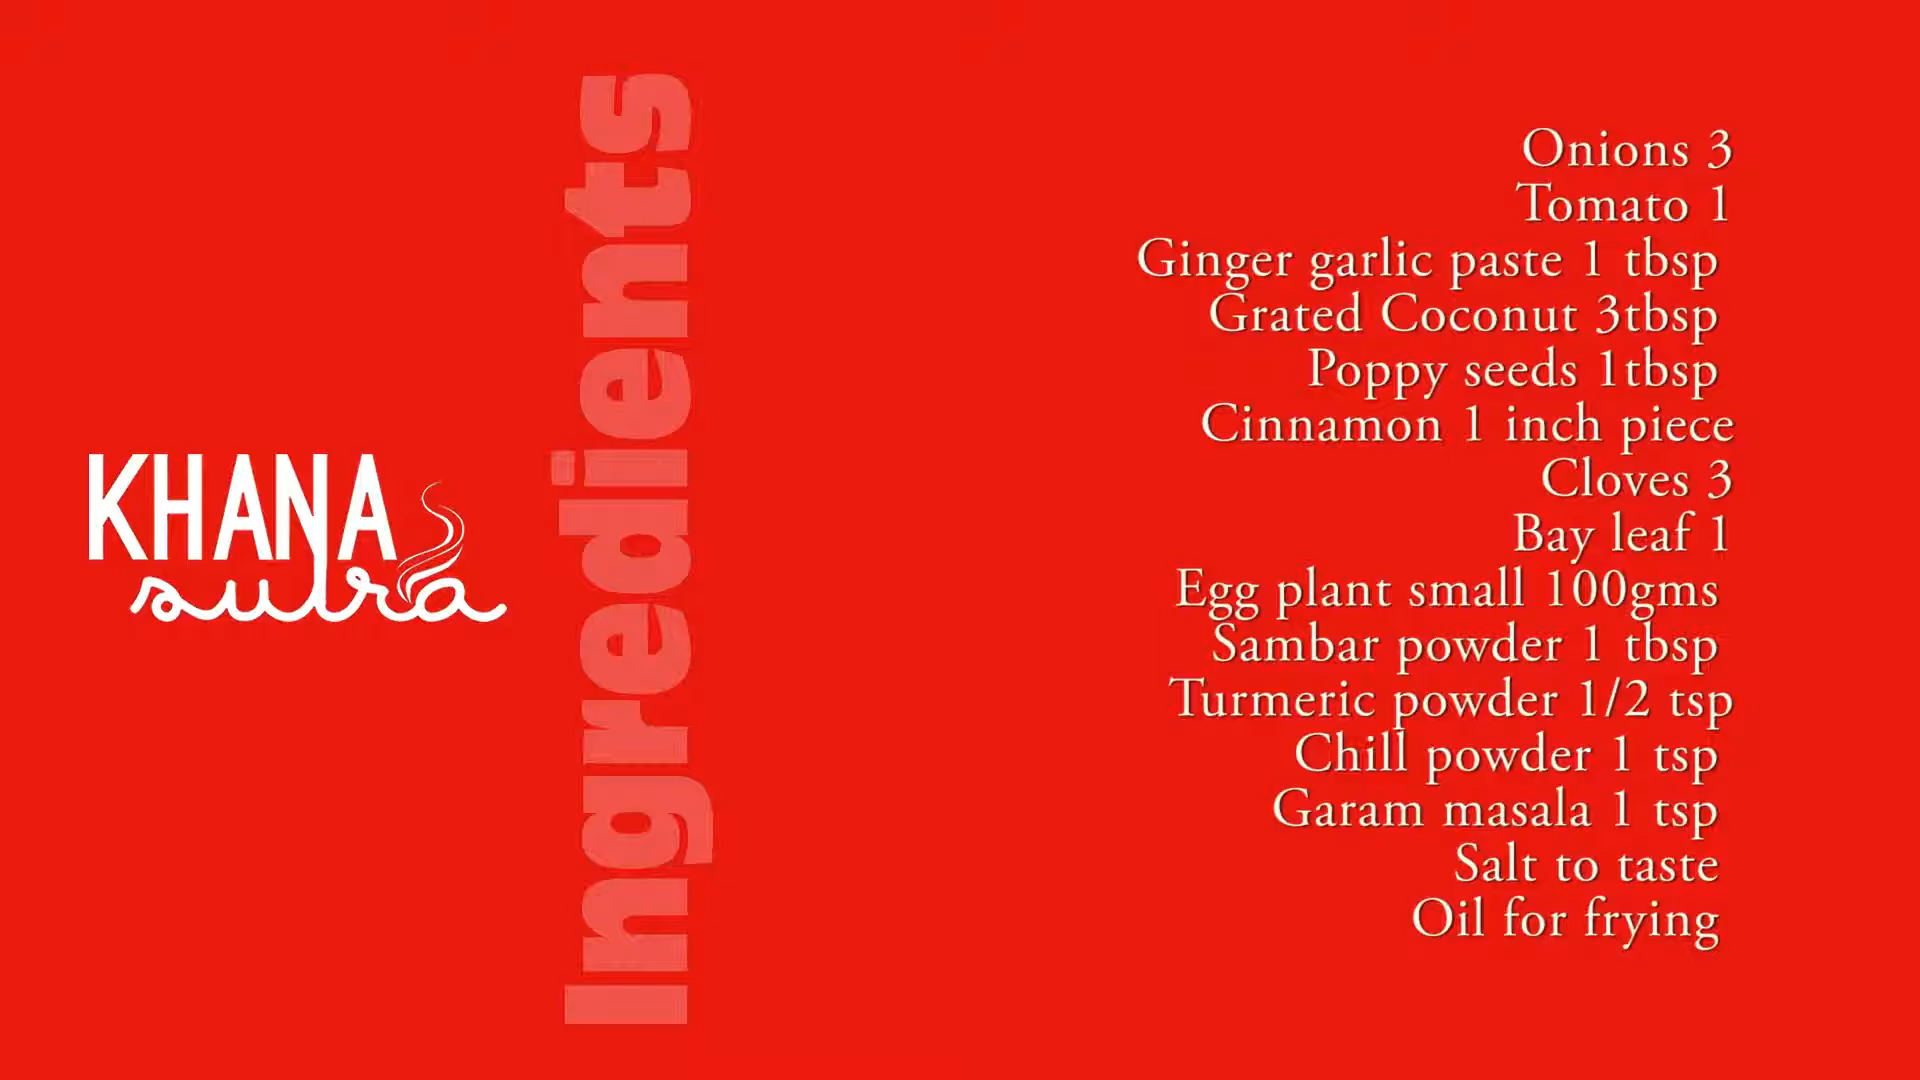 KHANA
sutra
Ingredients
Onions 3
Tomato 1
Ginger garlic paste 1 tbsp
Grated Coconut 3tbsp
Poppy seeds 1tbsp
Cinnamon 1 inch piece
Cloves 3
Bay leaf 1
Egg plant small 100gms
Sambar powder 1 tbsp
Turmeric powder 1/2 tsp
Chill powder 1 tsp
Garam masala 1 tsp
Salt to taste
Oil for frying